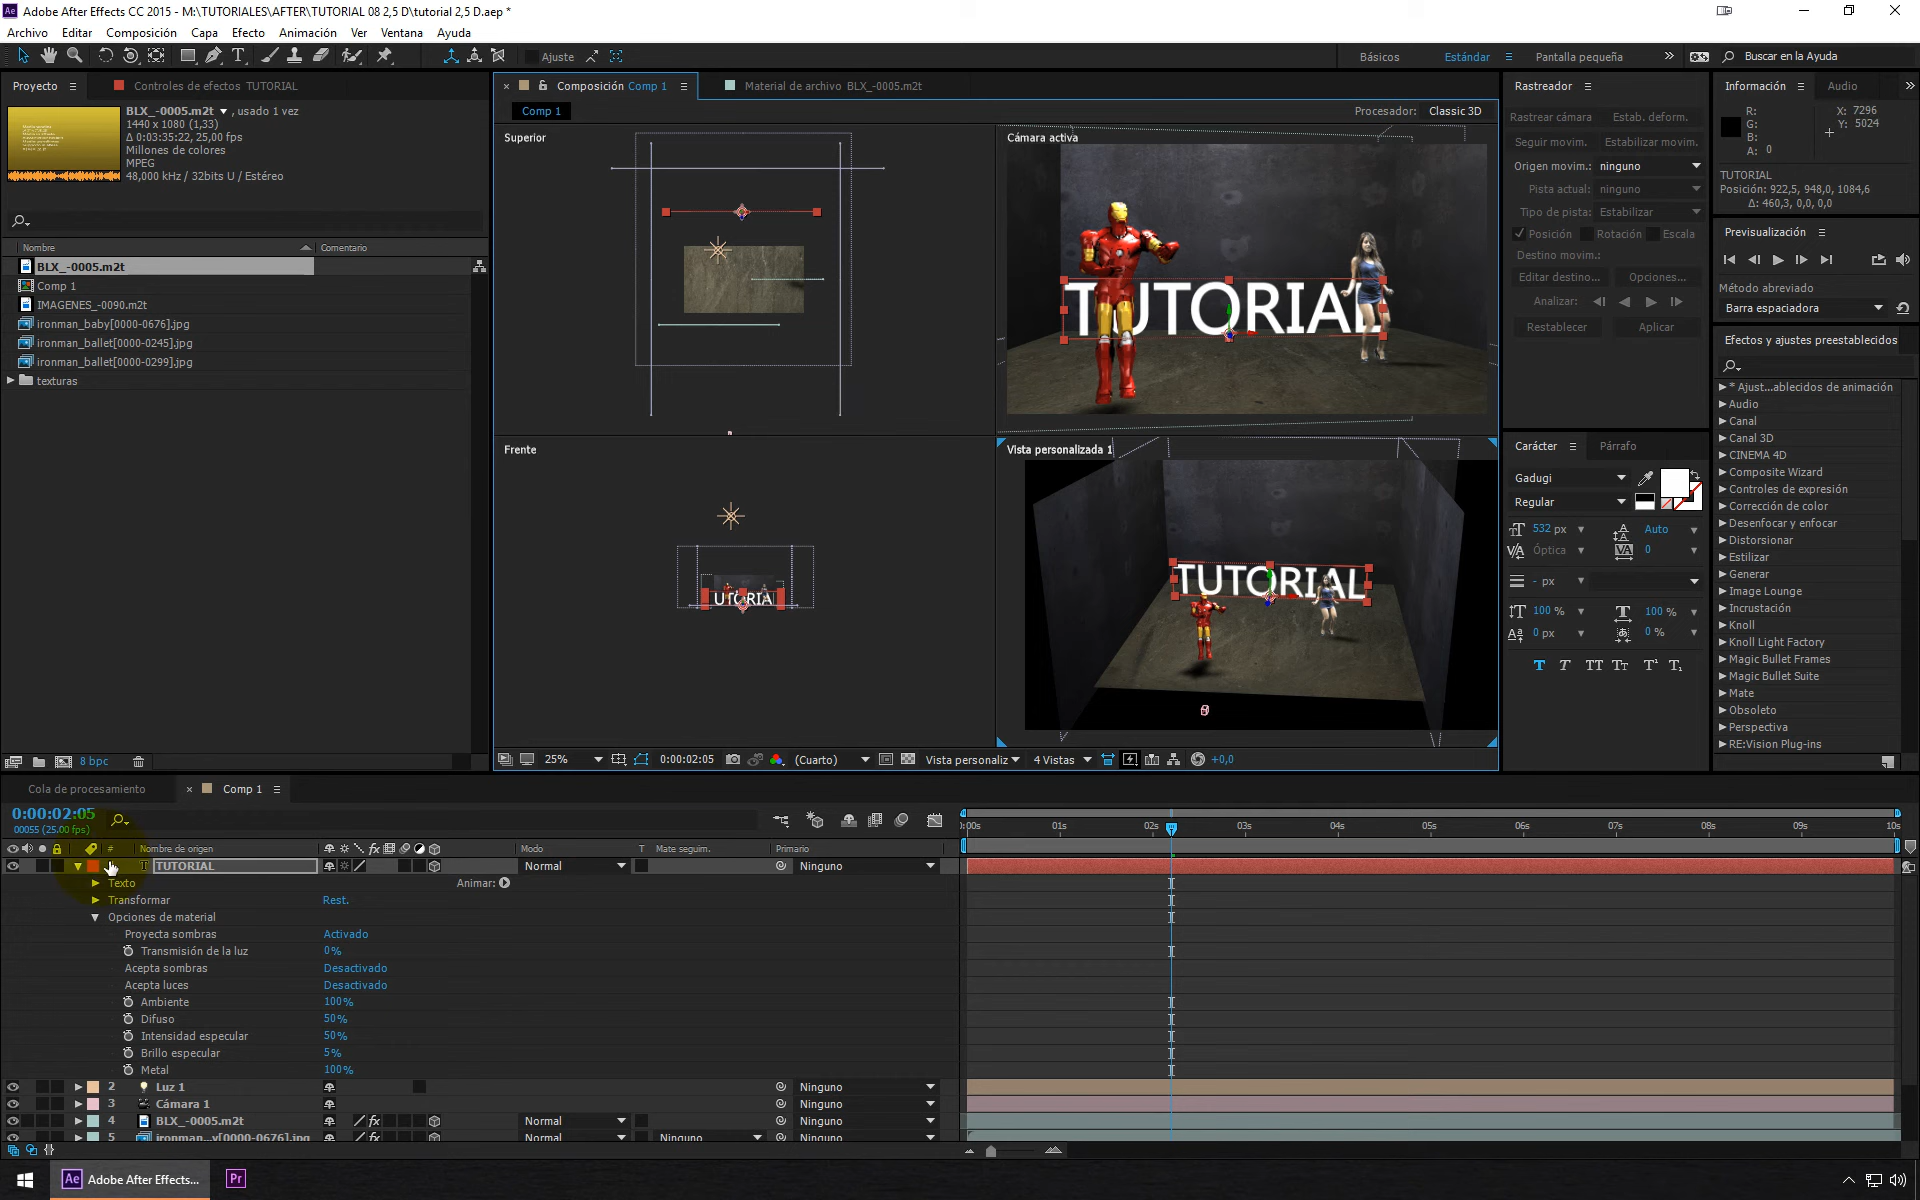 Adobe After Effects CC 2015 - M:\TUTORIALES\AFTER\TUTORIAL 08 2,5 D\tutorial 2,5 D.aep *
Archivo Editar Composición Capa Efecto Animación Ver Ventana Ayuda
Ajuste Básicos Estándar Pantalla pequeña Buscar en la Ayuda
Proyecto Controles de efectos TUTORIAL
BLX_-0005.m2t , usado 1 vez
1440 x 1080 (1,33)
Δ 0:03:35:22, 25,00 fps
Millones de colores
MPEG
48,000 kHz / 32bits U / Estéreo
Nombre Comentario
BLX_-0005.m2t
Comp 1
IMAGENES_-0090.m2t
ironman_baby[0000-0676].jpg
ironman_ballet[0000-0245].jpg
ironman_ballet[0000-0299].jpg
texturas
8 bpc
Composición Comp 1 Material de archivo BLX_-0005.m2t
Comp 1 Procesador: Classic 3D
Superior
Cámara activa
TUTORIAL
Frente
UTORIA
Vista personalizada 1
TUTORIAL
25% 0:00:02:05 (Cuarto) Vista personaliz 4 Vistas +0,0
Rastreador
Rastrear cámara Estab. deform.
Seguir movim. Estabilizar movim.
Origen movim.: ninguno
Pista actual: ninguno
Tipo de pista: Estabilizar
Posición Rotación Escala
Destino movim.:
Editar destino... Opciones...
Analizar:
Restablecer Aplicar
Carácter Párrafo
Gadugi
Regular
532 px Auto
Óptica 0
- px
100 % 100 %
0 px 0 %
T T TT Tt T¹ T₁
Información Audio
R: X: 7296
G: Y: 5024
B:
A: 0
TUTORIAL
Posición: 922,5, 948,0, 1084,6
Δ: 460,3, 0,0, 0,0
Previsualización
Método abreviado
Barra espaciadora
Efectos y ajustes preestablecidos
* Ajust...ablecidos de animación
Audio
Canal
Canal 3D
CINEMA 4D
Composite Wizard
Controles de expresión
Corrección de color
Desenfocar y enfocar
Distorsionar
Estilizar
Generar
Image Lounge
Incrustación
Knoll
Knoll Light Factory
Magic Bullet Frames
Magic Bullet Suite
Mate
Obsoleto
Perspectiva
RE:Vision Plug-ins
Cola de procesamiento Comp 1
0:00:02:05
00055 (25.00 fps)
:00s 01s 02s 03s 04s 05s 06s 07s 08s 09s 10s
# Nombre de origen Modo T Mate seguim. Primario
T TUTORIAL Normal Ninguno
Texto Animar:
Transformar Rest.
Opciones de material
Proyecta sombras Activado
Transmisión de la luz 0%
Acepta sombras Desactivado
Acepta luces Desactivado
Ambiente 100%
Difuso 50%
Intensidad especular 50%
Brillo especular 5%
Metal 100%
2 Luz 1 Ninguno
3 Cámara 1 Ninguno
4 BLX_-0005.m2t Normal Ninguno
5 ironman...y[0000-0676].jpg Normal Ninguno Ninguno
Ae Adobe After Effects... Pr